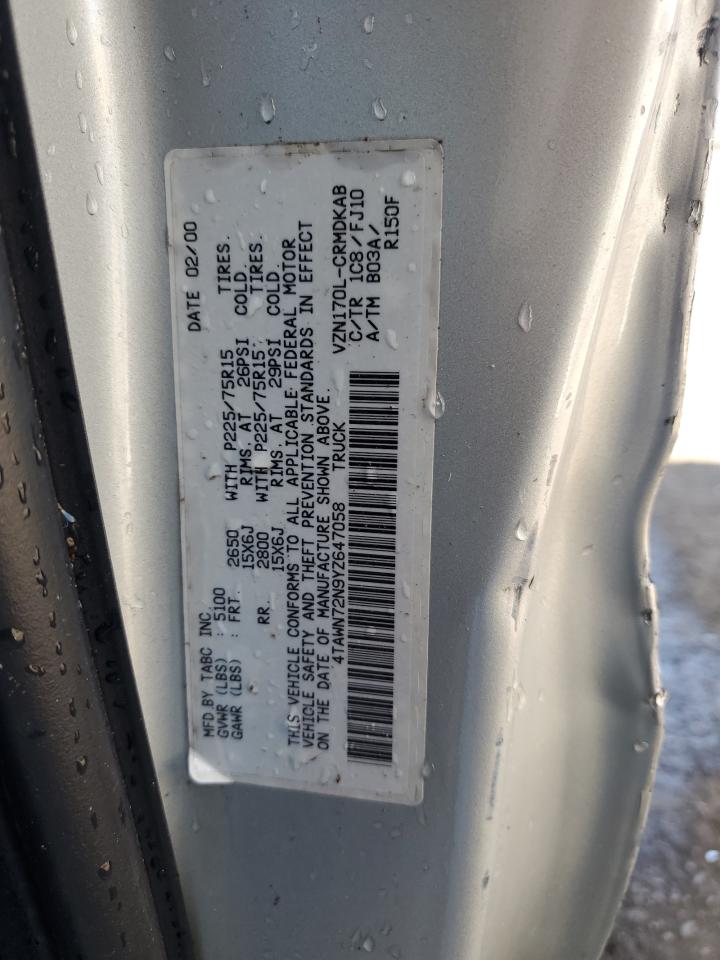 DATE 02/00
MFD BY TABC INC.
GVWR (LBS) : 5100
GAWR (LBS) : FRT. 2650 WITH P225/75R15 TIRES.
15X6J RIMS. AT 26PSI COLD.
RR. 2800 WITH P225/75R15 TIRES.
15X6J RIMS. AT 29PSI COLD.
THIS VEHICLE CONFORMS TO ALL APPLICABLE FEDERAL MOTOR
VEHICLE SAFETY AND THEFT PREVENTION STANDARDS IN EFFECT
ON THE DATE OF MANUFACTURE SHOWN ABOVE.
4TAWN72N9YZ647058 TRUCK VZN170L-CRMDKAB
C/TR 1C8/FJ10
A/TM B03A/
R150F